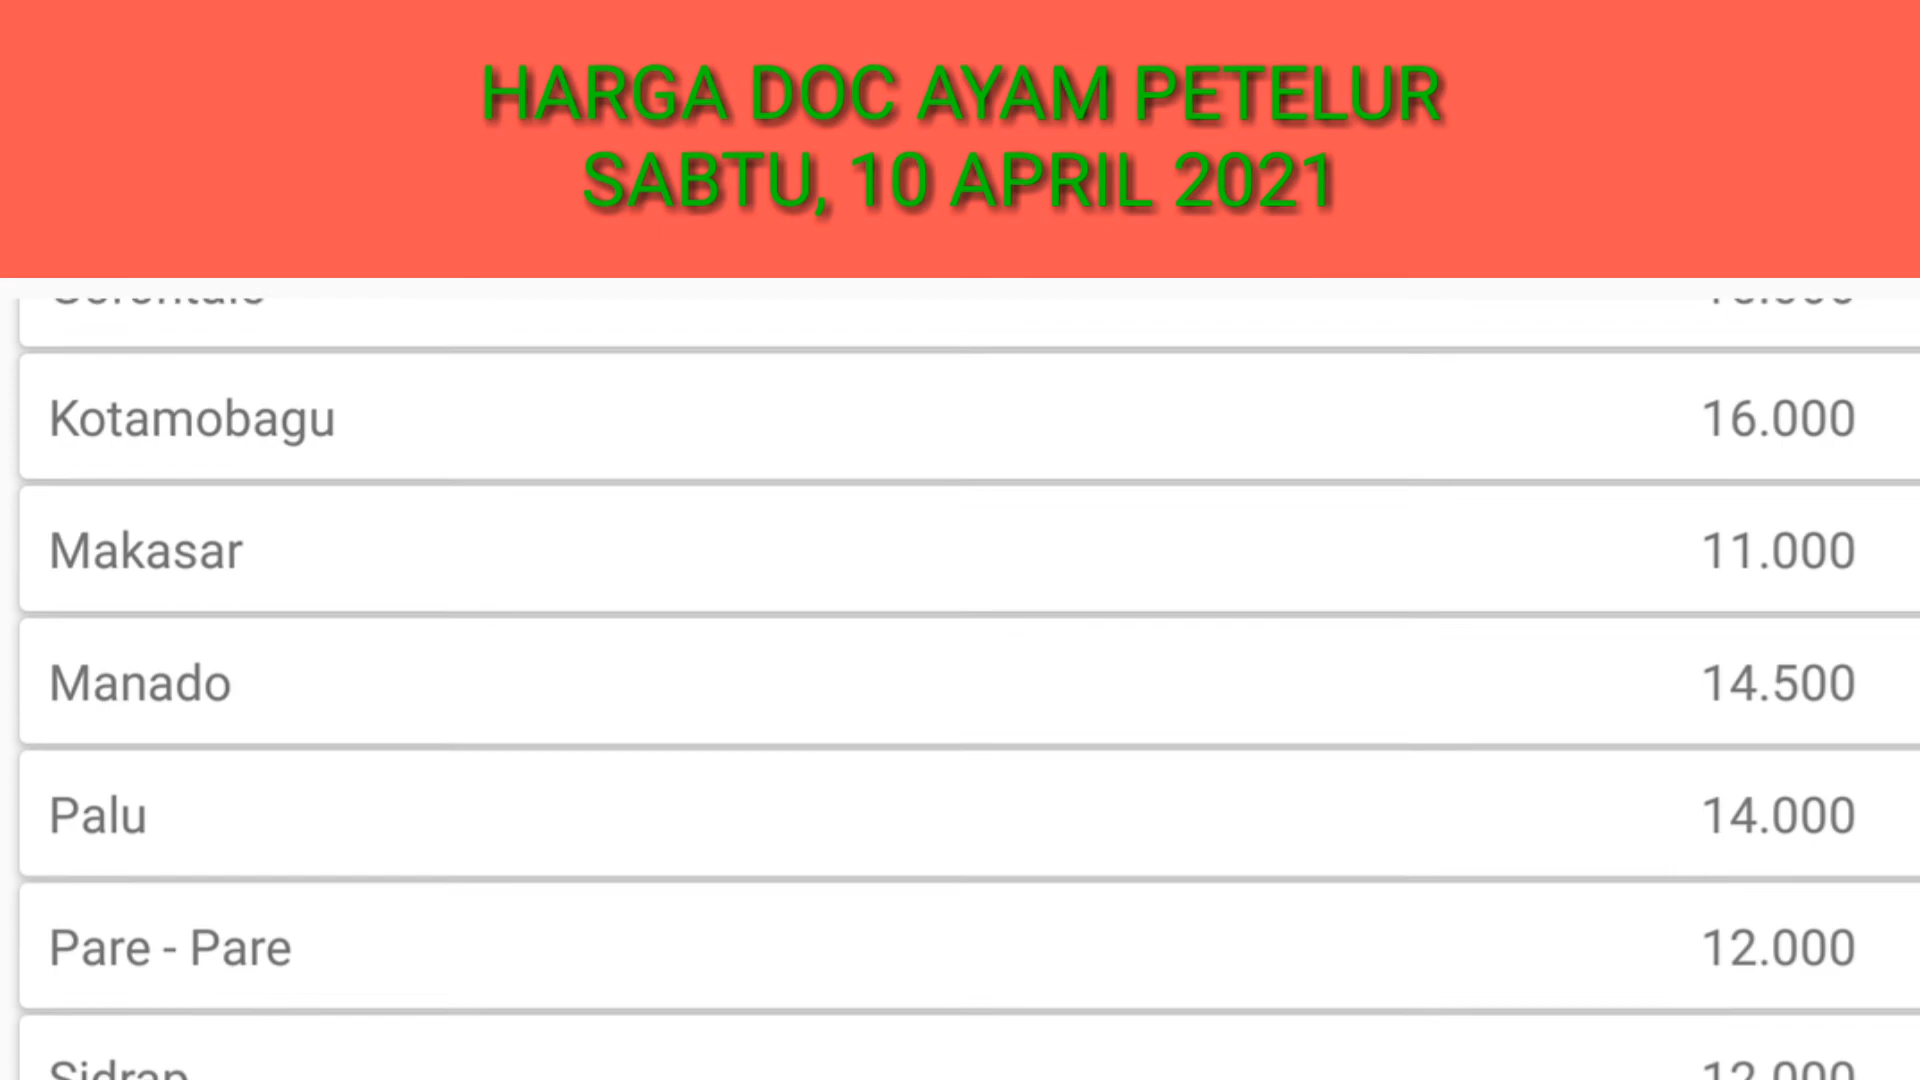 HARGA DOC AYAM PETELUR
SABTU, 10 APRIL 2021
Kotamobagu 16.000
Makasar 11.000
Manado 14.500
Palu 14.000
Pare - Pare 12.000
Sidrap